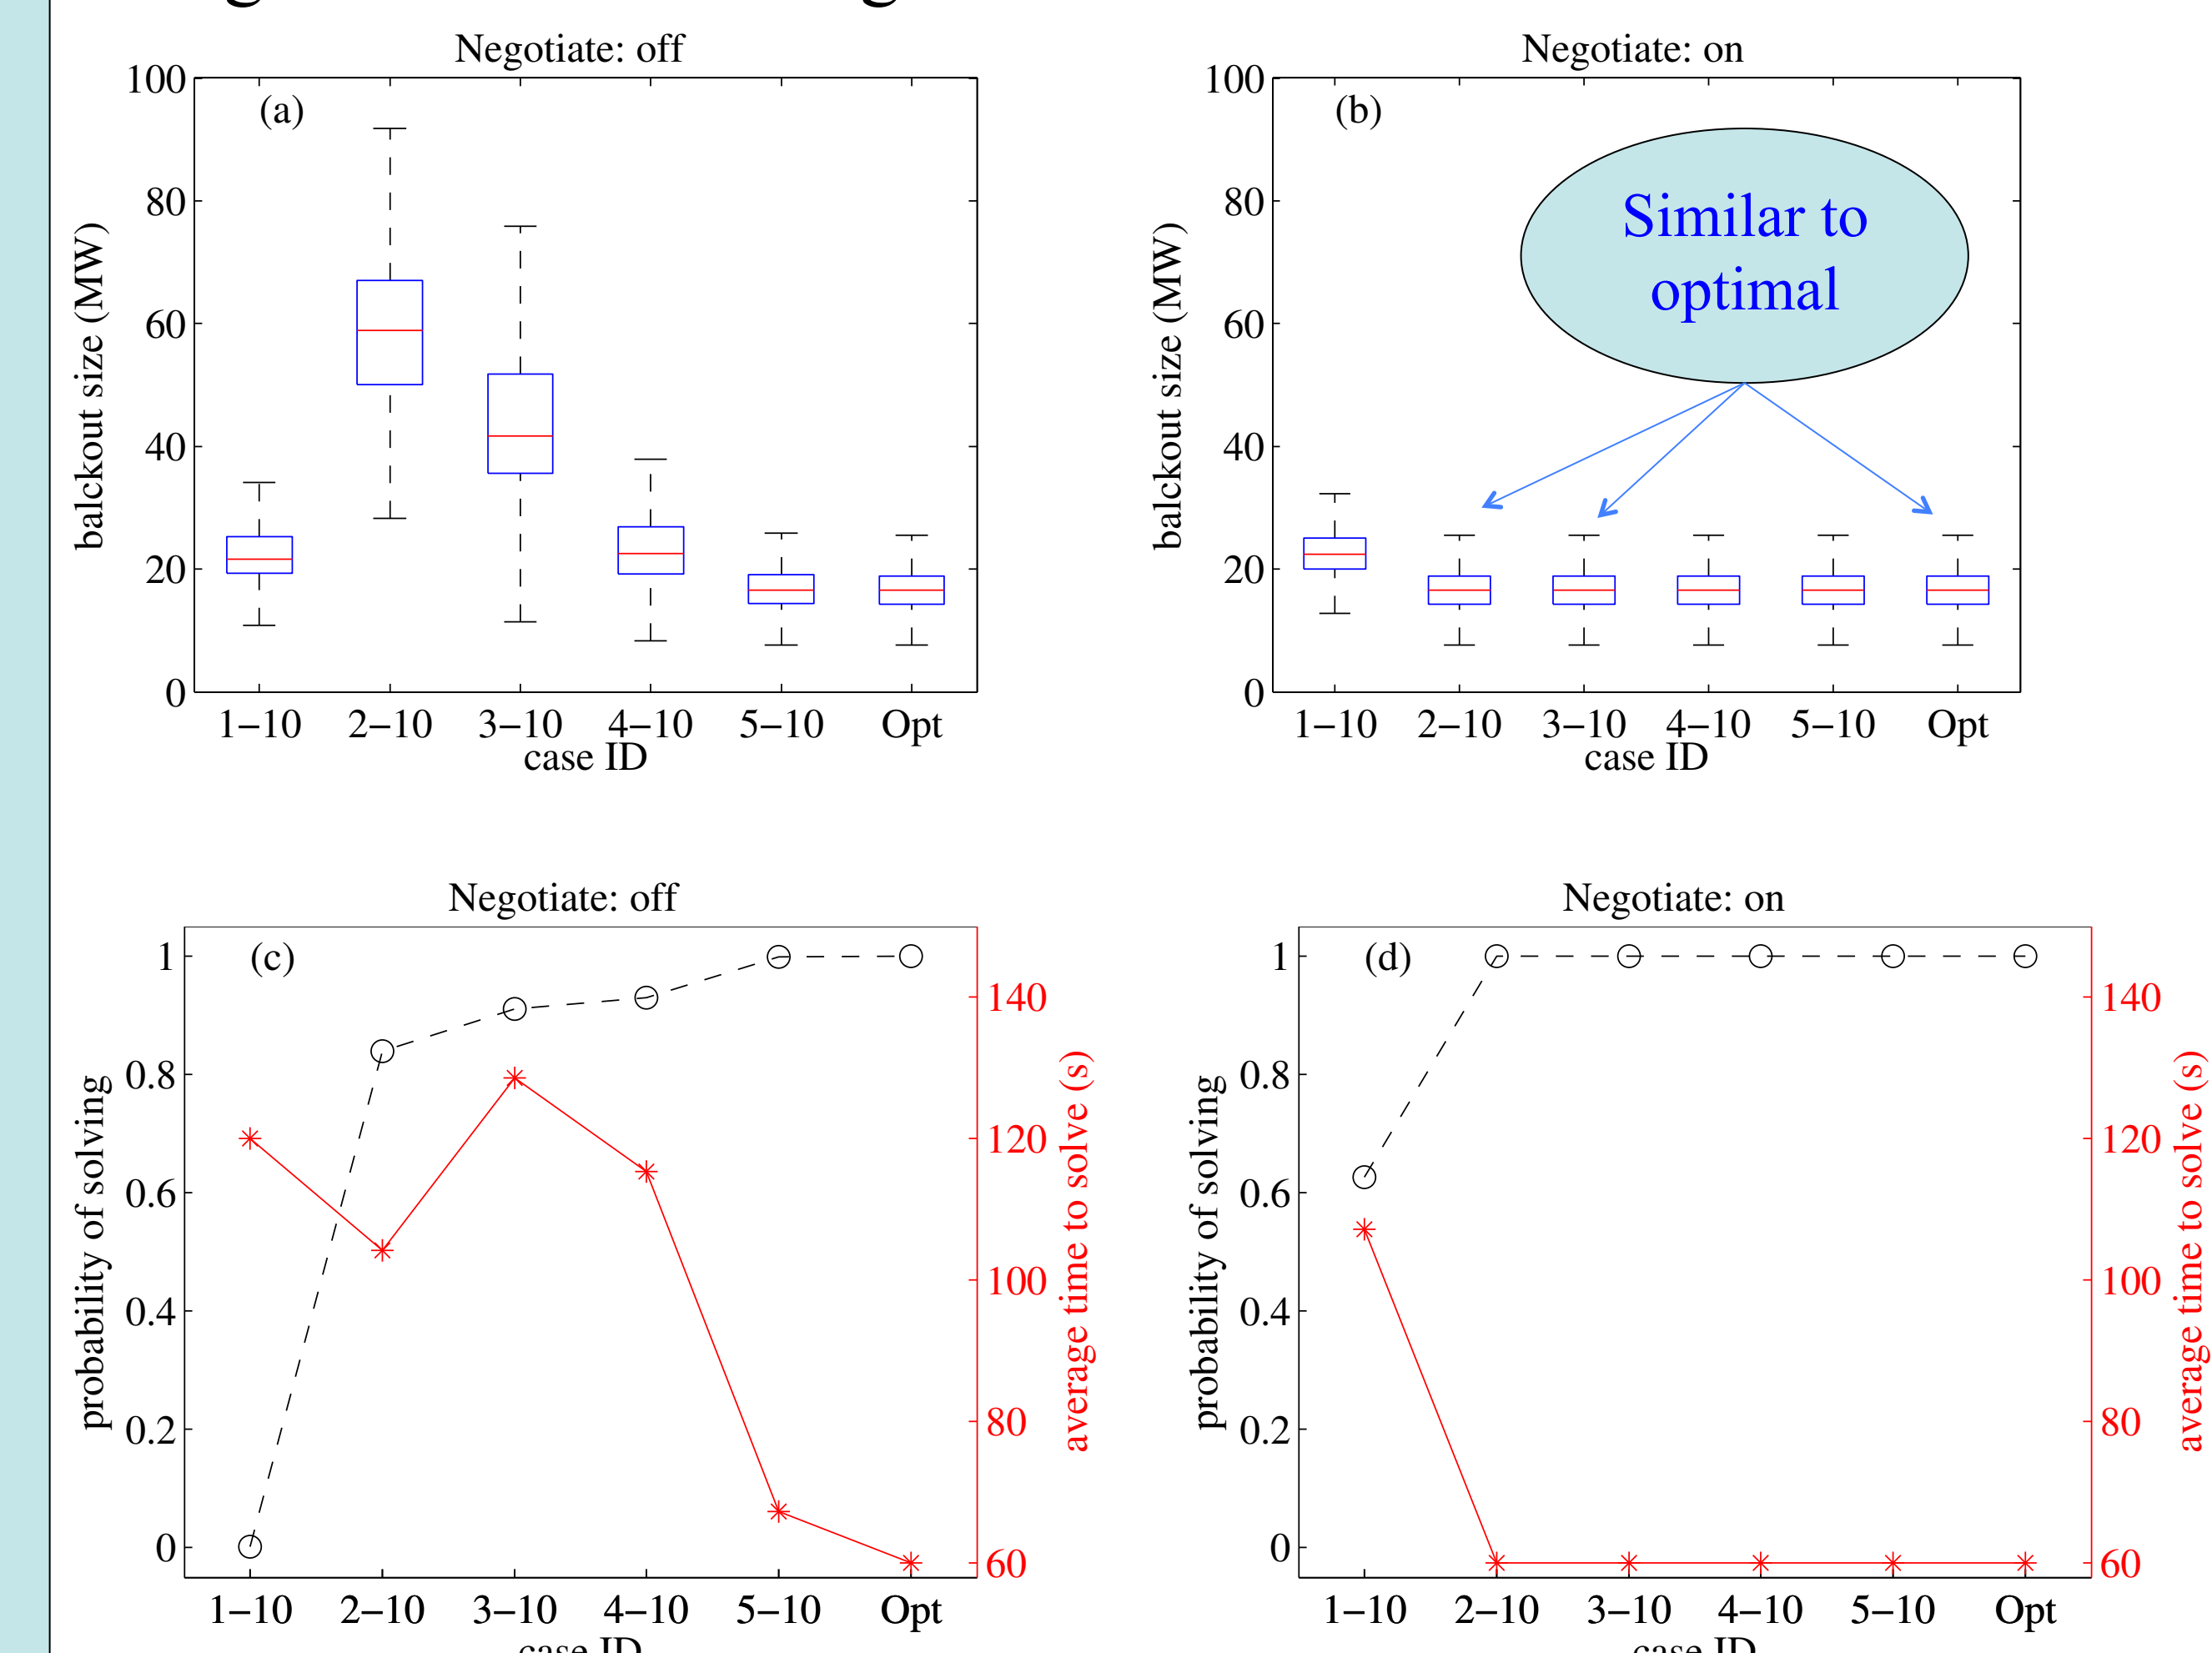 Negotiate: off
(a)
100
80
60
40
20
0
balckout size (MW)
1–10 2–10 3–10 4–10 5–10 Opt
case ID
Negotiate: on
(b)
100
80
60
40
20
0
balckout size (MW)
Similar to
optimal
1–10 2–10 3–10 4–10 5–10 Opt
case ID
Negotiate: off
(c)
1
0.8
0.6
0.4
0.2
0
probability of solving
140
120
100
80
60
average time to solve (s)
1–10 2–10 3–10 4–10 5–10 Opt
case ID
Negotiate: on
(d)
1
0.8
0.6
0.4
0.2
0
probability of solving
140
120
100
80
60
average time to solve (s)
1–10 2–10 3–10 4–10 5–10 Opt
case ID